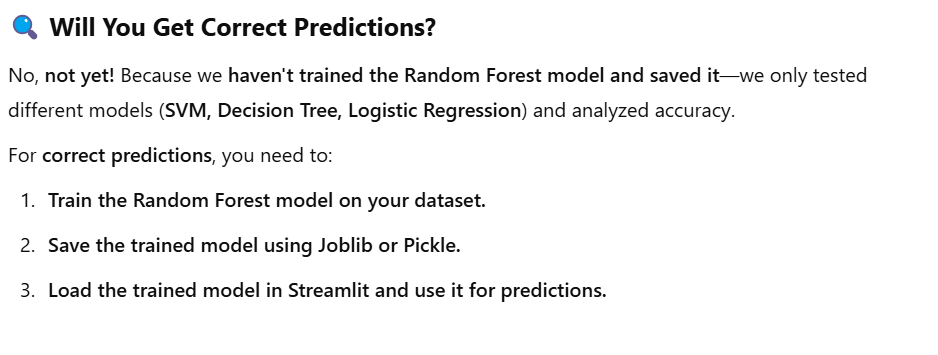 🔍 Will You Get Correct Predictions?
No, not yet! Because we haven't trained the Random Forest model and saved it—we only tested
different models (SVM, Decision Tree, Logistic Regression) and analyzed accuracy.
For correct predictions, you need to:
1. Train the Random Forest model on your dataset.
2. Save the trained model using Joblib or Pickle.
3. Load the trained model in Streamlit and use it for predictions.